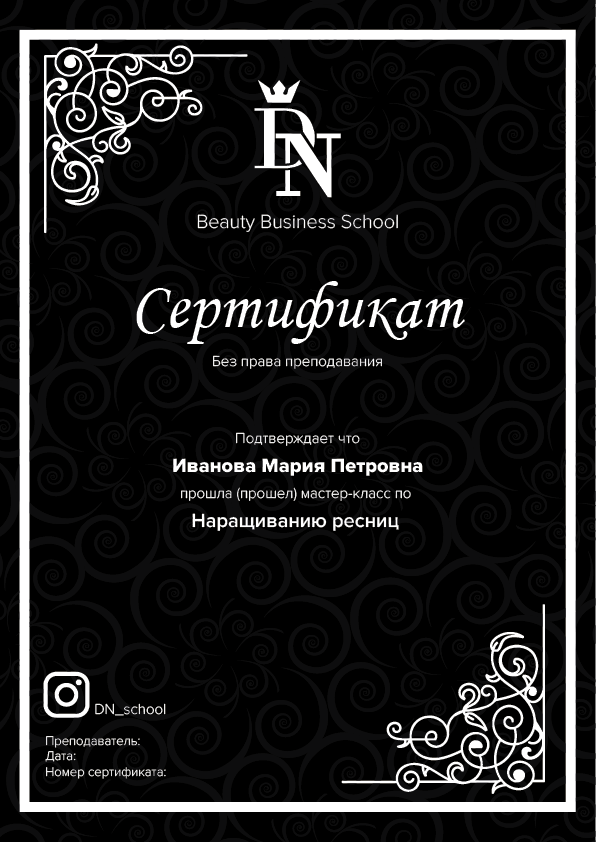 DN
Beauty Business School
Сертификат
Без права преподавания
Подтверждает что
Иванова Мария Петровна
прошла (прошел) мастер-класс по
Наращиванию ресниц
DN_school
Преподаватель:
Дата:
Номер сертификата: